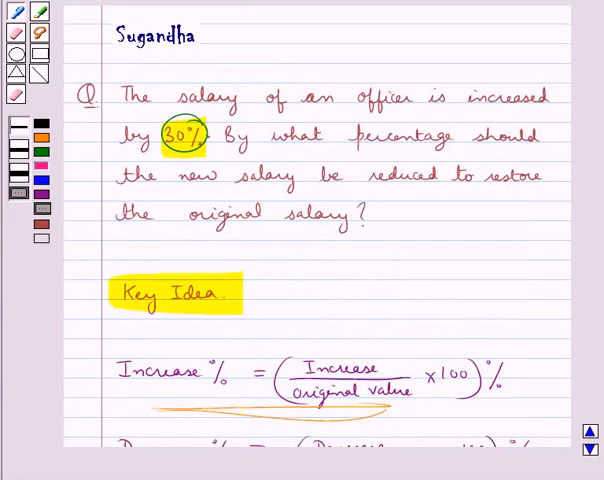 Sugandha
Q The salary of an officer is increased
by 30%. By what percentage should
the new salary be reduced to restore
the original salary?
Key Idea.
Increase % = (Increase / original value × 100) %